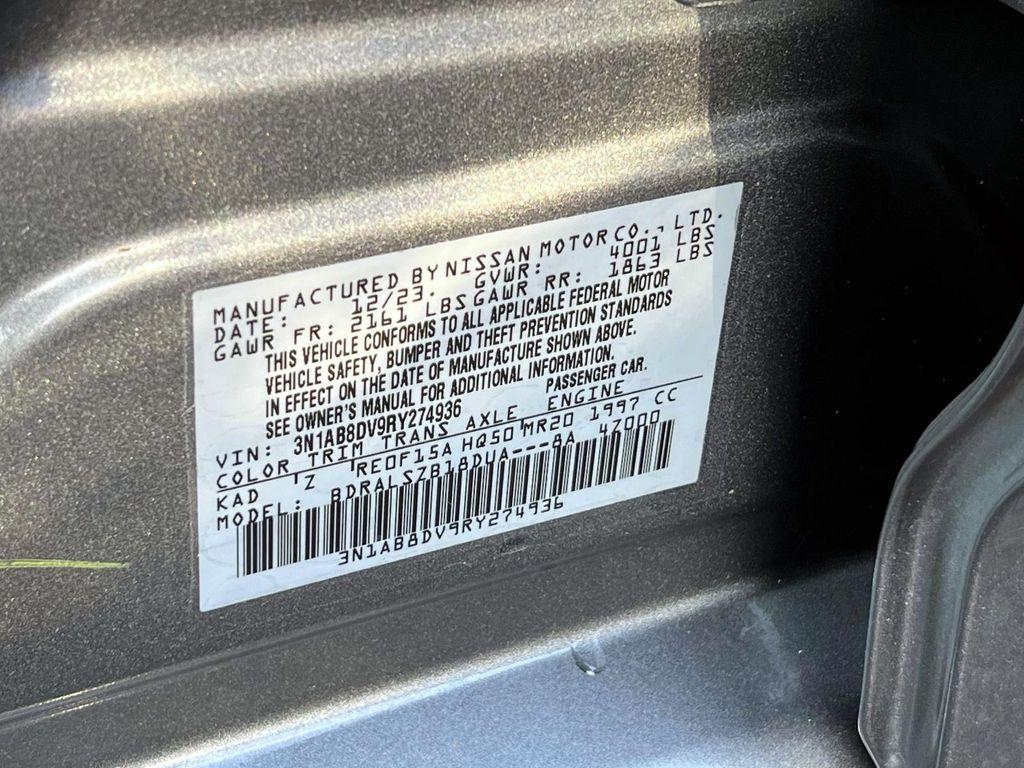 MANUFACTURED BY NISSAN MOTOR CO., LTD.
DATE: 12/23. GVWR: 4001 LBS
GAWR FR: 2161 LBS GAWR RR: 1863 LBS
THIS VEHICLE CONFORMS TO ALL APPLICABLE FEDERAL MOTOR
VEHICLE SAFETY, BUMPER AND THEFT PREVENTION STANDARDS
IN EFFECT ON THE DATE OF MANUFACTURE SHOWN ABOVE.
SEE OWNER'S MANUAL FOR ADDITIONAL INFORMATION.
VIN: 3N1AB8DV9RY274936 PASSENGER CAR.
COLOR TRIM TRANS AXLE ENGINE
KAD Z RE0F15A HQ50 MR20 1997 CC
MODEL: BDRALSZB18DUA---8A 47000
3N1AB8DV9RY274936